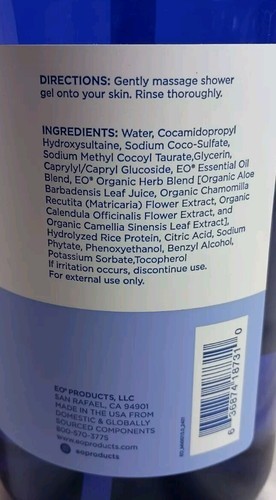 DIRECTIONS: Gently massage shower
gel onto your skin. Rinse thoroughly.
INGREDIENTS: Water, Cocamidopropyl
Hydroxysultaine, Sodium Coco-Sulfate,
Sodium Methyl Cocoyl Taurate,Glycerin,
Caprylyl/Capryl Glucoside, EO® Essential Oil
Blend, EO® Organic Herb Blend [Organic Aloe
Barbadensis Leaf Juice, Organic Chamomilla
Recutita (Matricaria) Flower Extract, Organic
Calendula Officinalis Flower Extract, and
Organic Camellia Sinensis Leaf Extract],
Hydrolyzed Rice Protein, Citric Acid, Sodium
Phytate, Phenoxyethanol, Benzyl Alcohol,
Potassium Sorbate,Tocopherol
If irritation occurs, discontinue use.
For external use only.
EO® PRODUCTS, LLC
SAN RAFAEL, CA 94901
MADE IN THE USA FROM
DOMESTIC & GLOBALLY
SOURCED COMPONENTS
800-570-3775
www.eoproducts.com
eoproducts
6 36874 18731 0